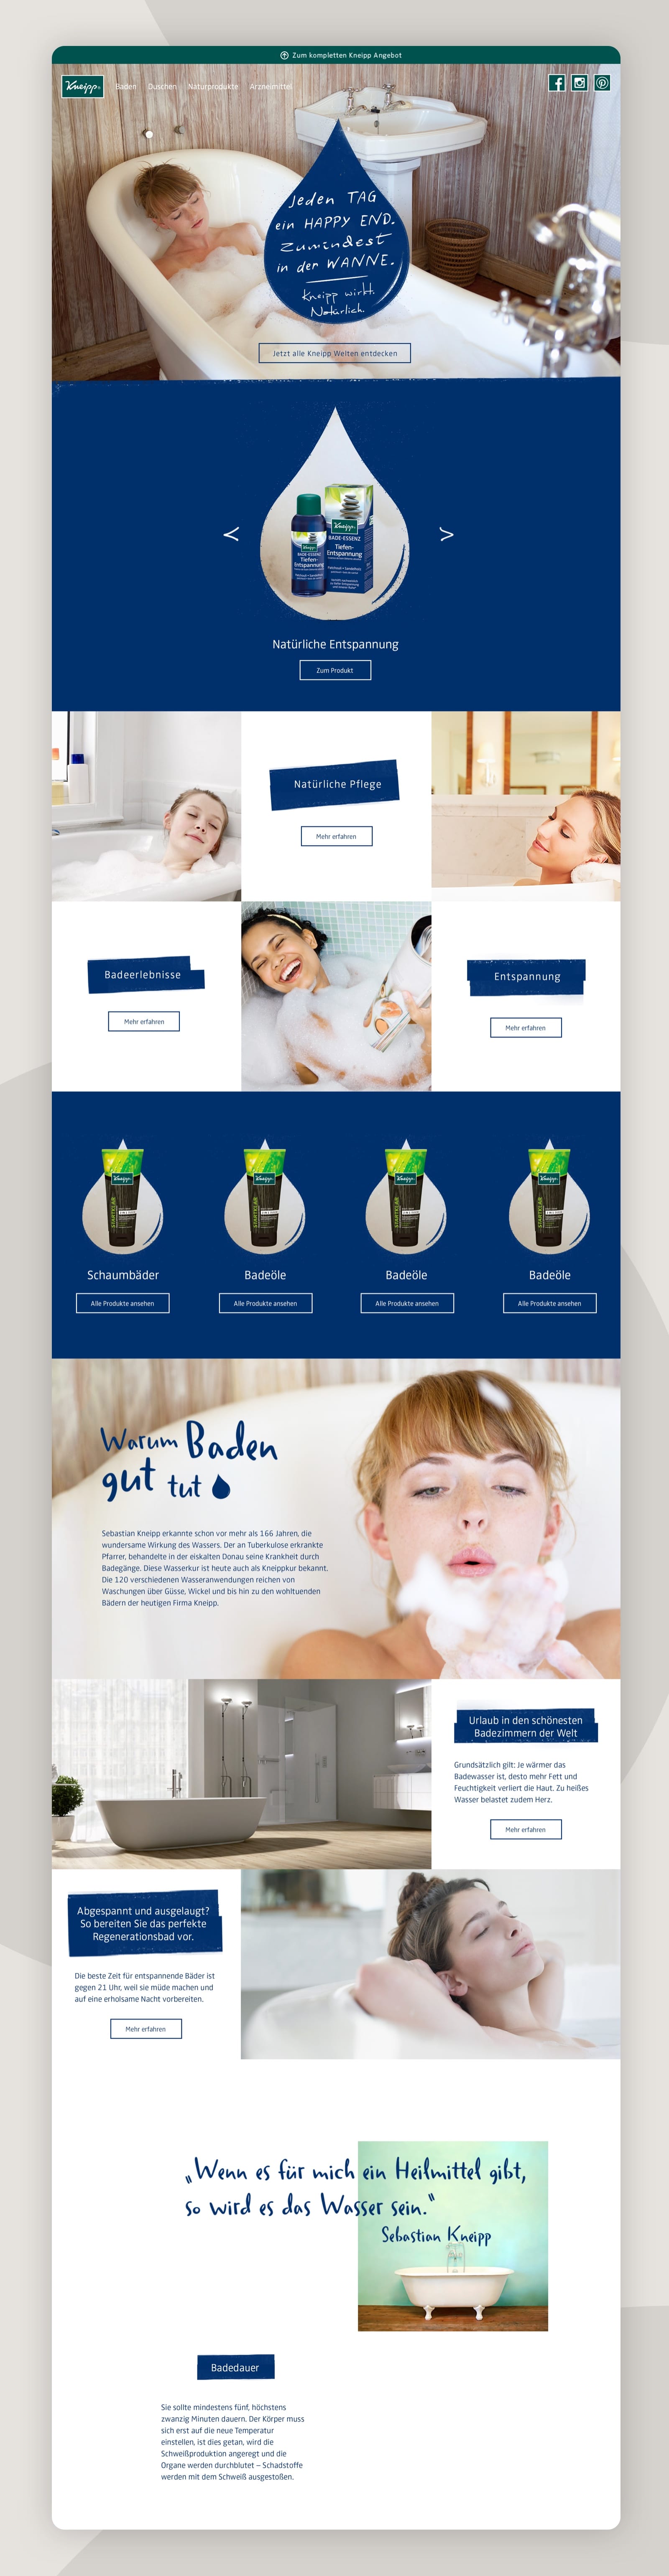 Zum kompletten Kneipp Angebot
Kneipp
Baden Duschen Naturprodukte Arzneimittel
Jeden TAG
ein HAPPY END.
Zumindest
in der WANNE.
Kneipp wirkt.
Natürlich.
Jetzt alle Kneipp Welten entdecken
Kneipp
BADE-ESSENZ
Tiefen-
Entspannung
Kneipp
BADE-ESSENZ
Tiefen-
Entspannung
Patchouli • Sandelholz
< >
Natürliche Entspannung
Zum Produkt
Natürliche Pflege
Mehr erfahren
Badeerlebnisse
Mehr erfahren
Entspannung
Mehr erfahren
Kneipp Kneipp Kneipp Kneipp
Schaumbäder Badeöle Badeöle Badeöle
Alle Produkte ansehen Alle Produkte ansehen Alle Produkte ansehen Alle Produkte ansehen
Warum Baden
gut tut
Sebastian Kneipp erkannte schon vor mehr als 166 Jahren, die
wundersame Wirkung des Wassers. Der an Tuberkulose erkrankte
Pfarrer, behandelte in der eiskalten Donau seine Krankheit durch
Badegänge. Diese Wasserkur ist heute auch als Kneippkur bekannt.
Die 120 verschiedenen Wasseranwendungen reichen von
Waschungen über Güsse, Wickel und bis hin zu den wohltuenden
Bädern der heutigen Firma Kneipp.
Urlaub in den schönesten
Badezimmern der Welt
Grundsätzlich gilt: Je wärmer das
Badewasser ist, desto mehr Fett und
Feuchtigkeit verliert die Haut. Zu heißes
Wasser belastet zudem Herz.
Mehr erfahren
Abgespannt und ausgelaugt?
So bereiten Sie das perfekte
Regenerationsbad vor.
Die beste Zeit für entspannende Bäder ist
gegen 21 Uhr, weil sie müde machen und
auf eine erholsame Nacht vorbereiten.
Mehr erfahren
„Wenn es für mich ein Heilmittel gibt,
so wird es das Wasser sein.“
Sebastian Kneipp
Badedauer
Sie sollte mindestens fünf, höchstens
zwanzig Minuten dauern. Der Körper muss
sich erst auf die neue Temperatur
einstellen, ist dies getan, wird die
Schweißproduktion angeregt und die
Organe werden durchblutet – Schadstoffe
werden mit dem Schweiß ausgestoßen.